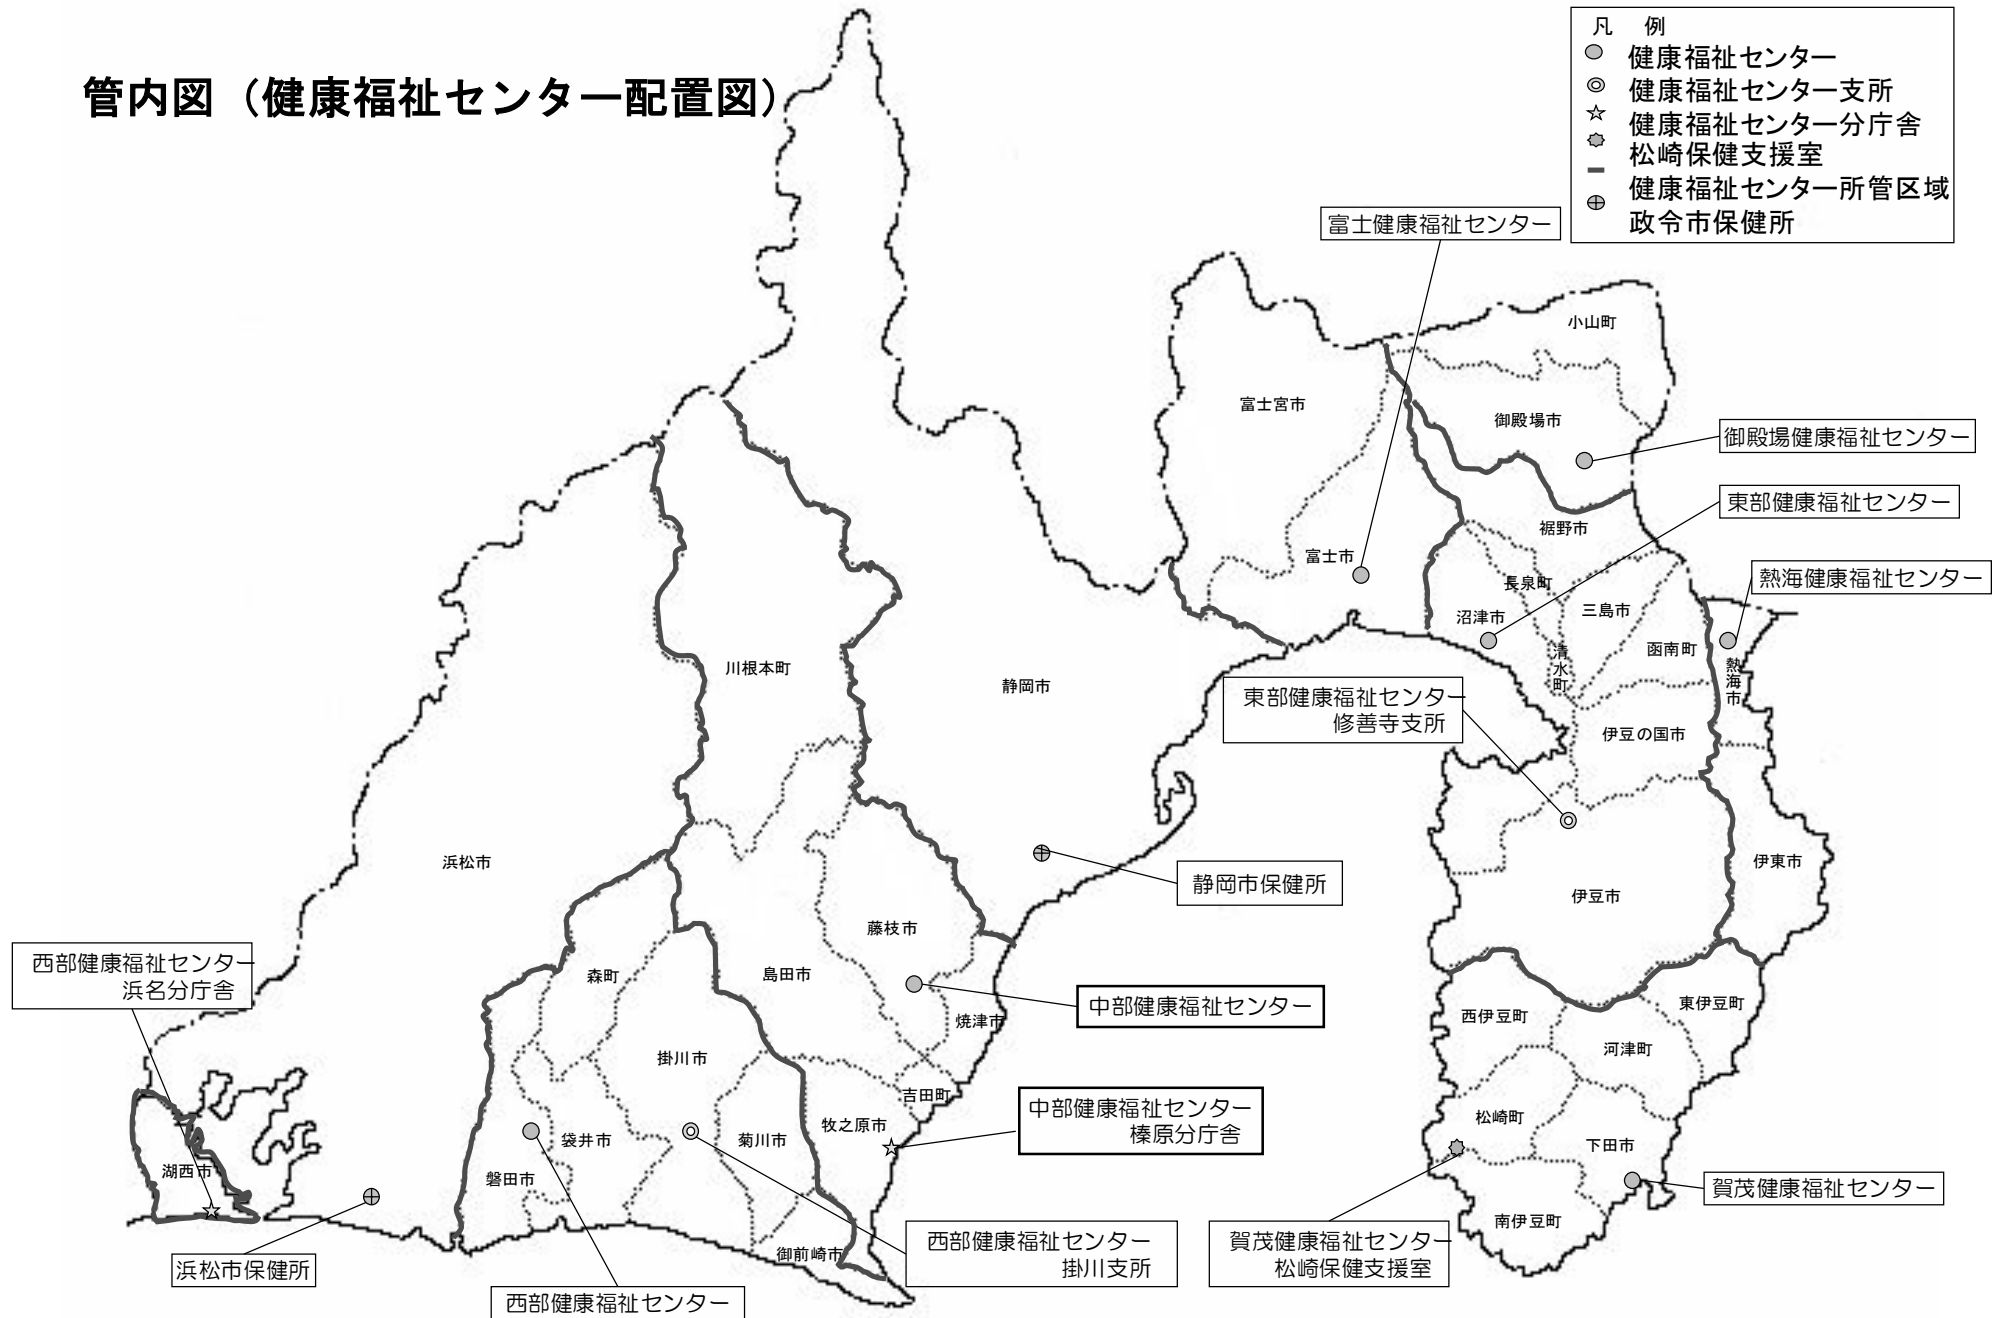 管内図（健康福祉センター配置図）
凡　例
健康福祉センター
健康福祉センター支所
健康福祉センター分庁舎
松崎保健支援室
健康福祉センター所管区域
政令市保健所
富士健康福祉センター
小山町
富士宮市
御殿場市
御殿場健康福祉センター
東部健康福祉センター
裾野市
富士市
長泉町
熱海健康福祉センター
沼津市
三島市
函南町
清水町
熱海市
川根本町
静岡市
東部健康福祉センター
修善寺支所
伊豆の国市
浜松市
静岡市保健所
伊東市
伊豆市
藤枝市
西部健康福祉センター
浜名分庁舎
森町
島田市
中部健康福祉センター
焼津市
西伊豆町
東伊豆町
河津町
掛川市
吉田町
中部健康福祉センター
榛原分庁舎
牧之原市
松崎町
袋井市
菊川市
下田市
湖西市
磐田市
賀茂健康福祉センター
南伊豆町
御前崎市
西部健康福祉センター
掛川支所
賀茂健康福祉センター
松崎保健支援室
浜松市保健所
西部健康福祉センター